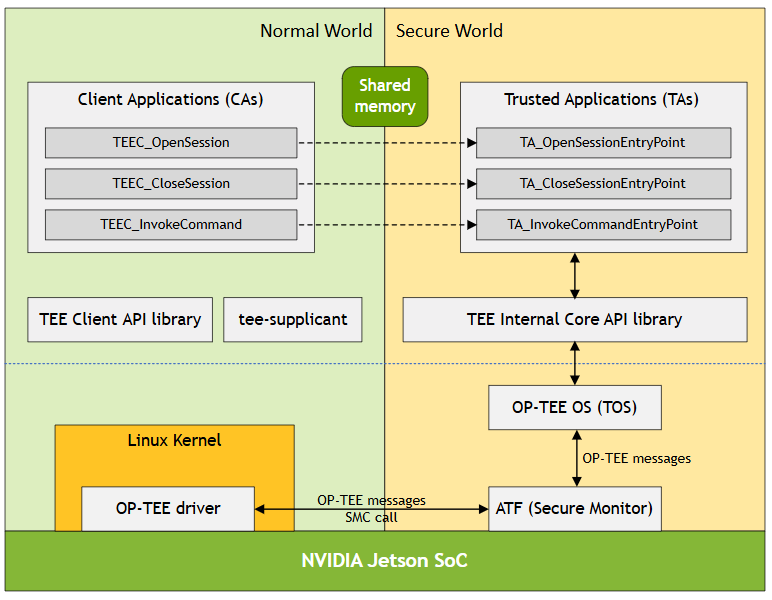 Normal World
Secure World
Shared
memory
Client Applications (CAs)
TEEC_OpenSession
TEEC_CloseSession
TEEC_InvokeCommand
Trusted Applications (TAs)
TA_OpenSessionEntryPoint
TA_CloseSessionEntryPoint
TA_InvokeCommandEntryPoint
TEE Client API library
tee-supplicant
TEE Internal Core API library
OP-TEE OS (TOS)
OP-TEE messages
Linux Kernel
OP-TEE driver
OP-TEE messages
SMC call
ATF (Secure Monitor)
NVIDIA Jetson SoC